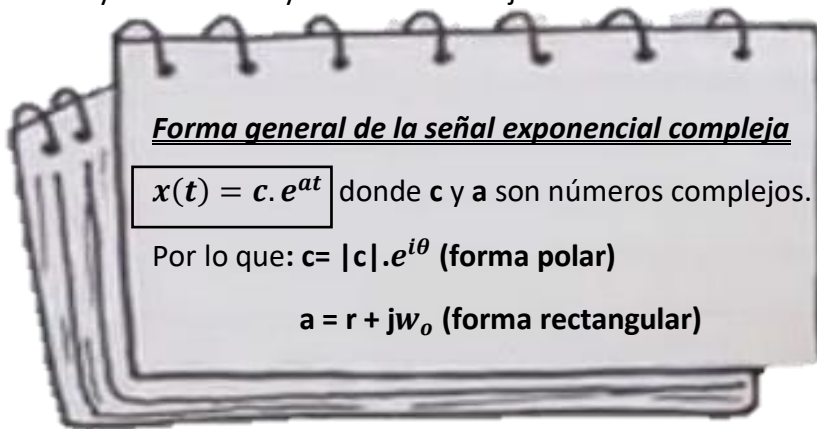 Forma general de la señal exponencial compleja
x(t) = c. e^{at} donde c y a son números complejos.
Por lo que: c= |c|.e^{iθ} (forma polar)
a = r + jw_o (forma rectangular)